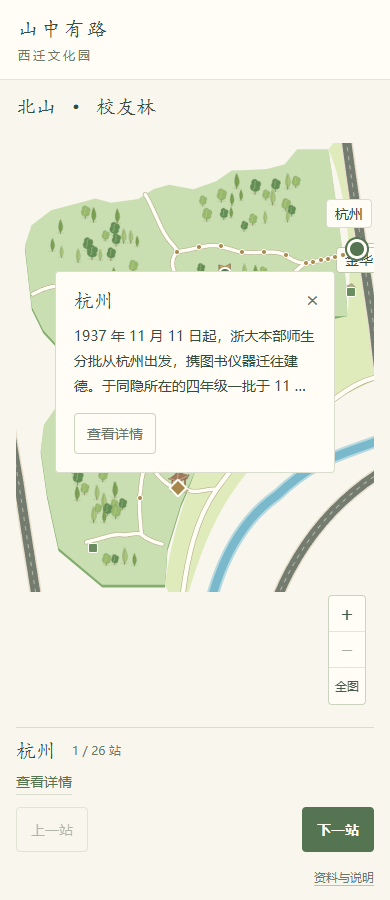 山中有路
西迁文化园
北山 • 校友林
杭州
金华
杭州 ✕
1937 年 11 月 11 日起，浙大本部师生
分批从杭州出发，携图书仪器迁往建
德。于同隐所在的四年级一批于 11 ...
查看详情
+
−
全图
杭州 1 / 26 站
查看详情
上一站 下一站
资料与说明